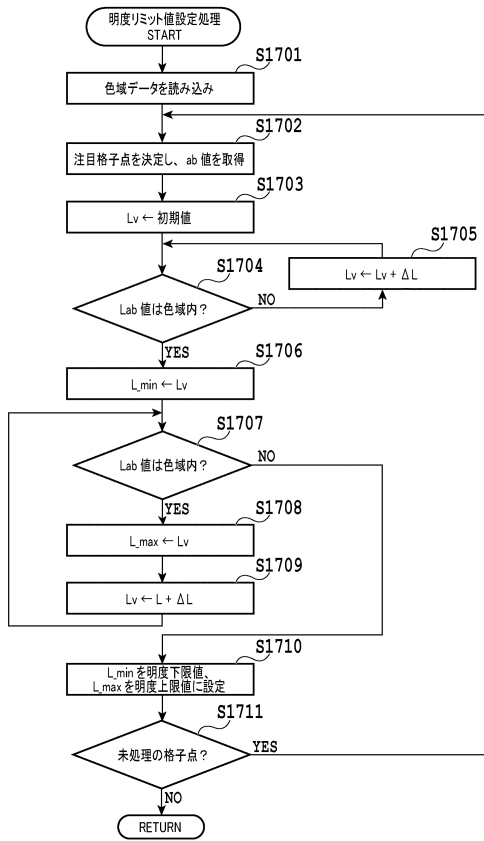 明度リミット値設定処理
START
S1701
色域データを読み込み
S1702
注目格子点を決定し、ab 値を取得
S1703
Lv ← 初期値
S1705
Lv ← Lv + ΔL
S1704
Lab 値は色域内?
NO
YES
S1706
L_min ← Lv
S1707
Lab 値は色域内?
NO
YES
S1708
L_max ← Lv
S1709
Lv ← L + ΔL
S1710
L_min を明度下限値、
L_max を明度上限値に設定
S1711
未処理の格子点?
YES
NO
RETURN